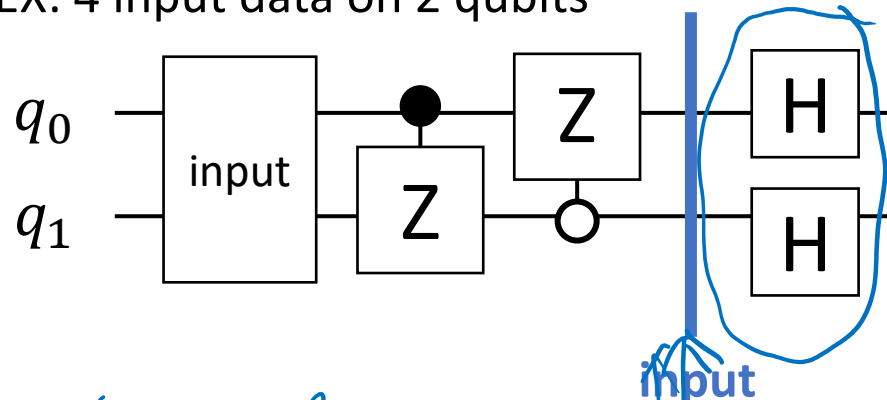 EX: 4 input data on 2 qubits
q₀
input
Z
Z
H
q₁
H
input